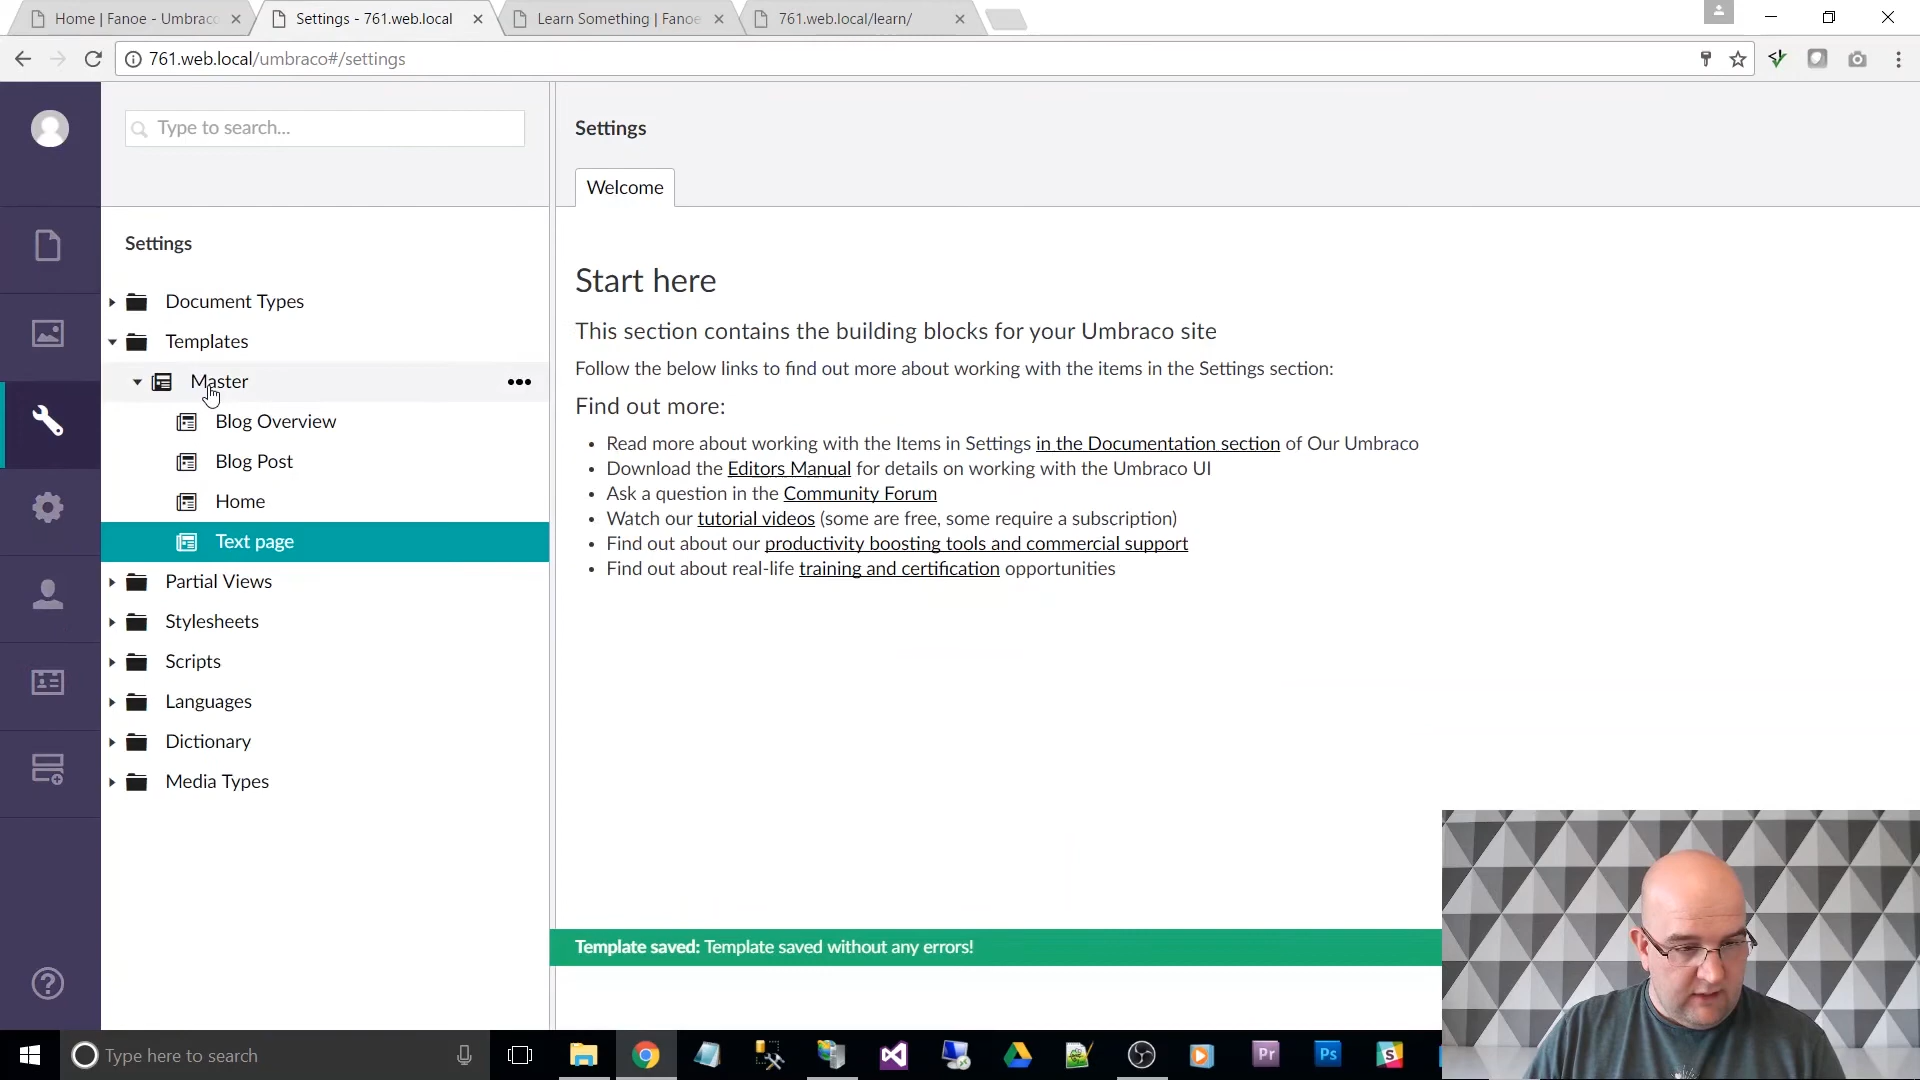 Home | Fanoe - Umbraco
Settings - 761.web.local
Learn Something | Fanoe
761.web.local/learn/
761.web.local/umbraco#/settings
Type to search...
Settings
Welcome
Settings
Document Types
Templates
Master
Blog Overview
Blog Post
Home
Text page
Partial Views
Stylesheets
Scripts
Languages
Dictionary
Media Types
Start here
This section contains the building blocks for your Umbraco site
Follow the below links to find out more about working with the items in the Settings section:
Find out more:
Read more about working with the Items in Settings in the Documentation section of Our Umbraco
Download the Editors Manual for details on working with the Umbraco UI
Ask a question in the Community Forum
Watch our tutorial videos (some are free, some require a subscription)
Find out about our productivity boosting tools and commercial support
Find out about real-life training and certification opportunities
Template saved: Template saved without any errors!
Type here to search
Pr
Ps